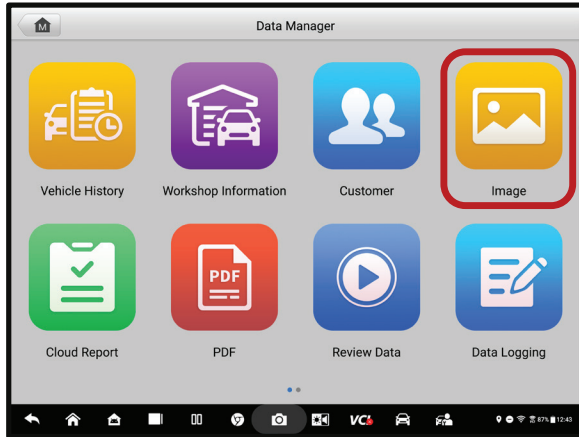 M
Data Manager
Vehicle History
Workshop Information
Customer
Image
PDF
Cloud Report
PDF
Review Data
Data Logging
VCI
87%
12:43